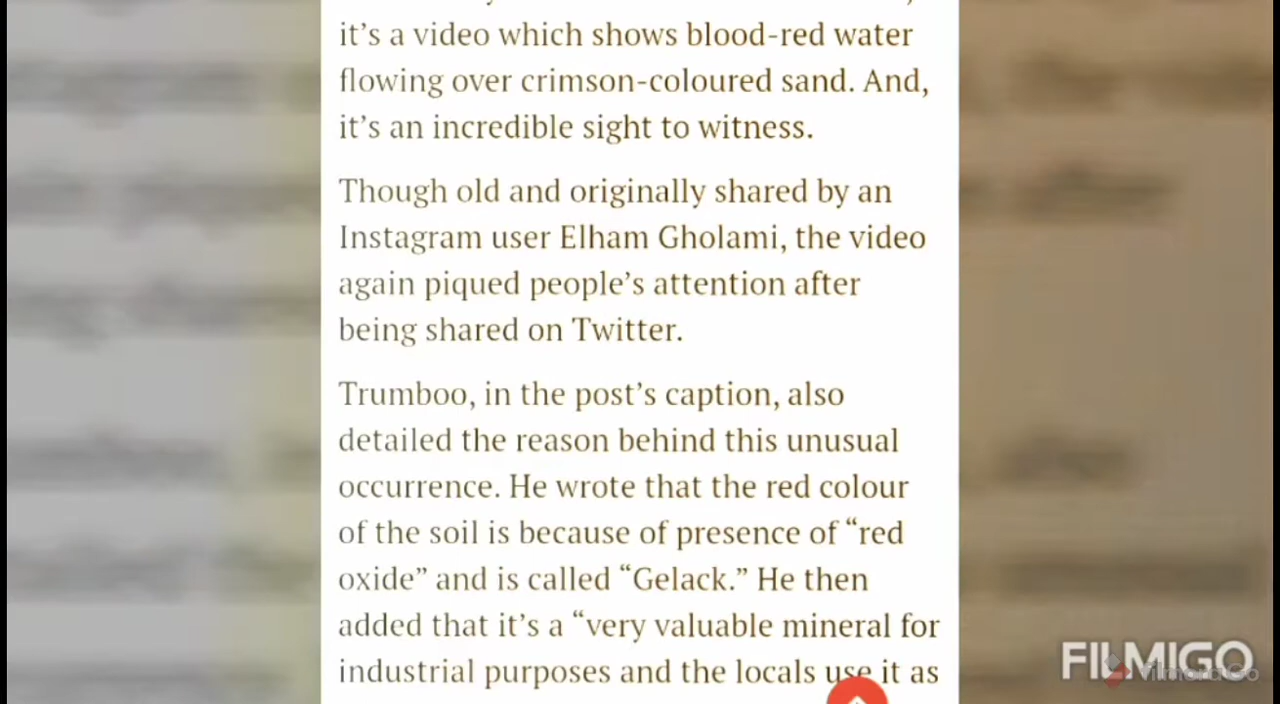 it’s a video which shows blood-red water
flowing over crimson-coloured sand. And,
it’s an incredible sight to witness.
Though old and originally shared by an
Instagram user Elham Gholami, the video
again piqued people’s attention after
being shared on Twitter.
Trumboo, in the post’s caption, also
detailed the reason behind this unusual
occurrence. He wrote that the red colour
of the soil is because of presence of “red
oxide” and is called “Gelack.” He then
added that it’s a “very valuable mineral for
industrial purposes and the locals use it as
FILMIGO
filmora Go